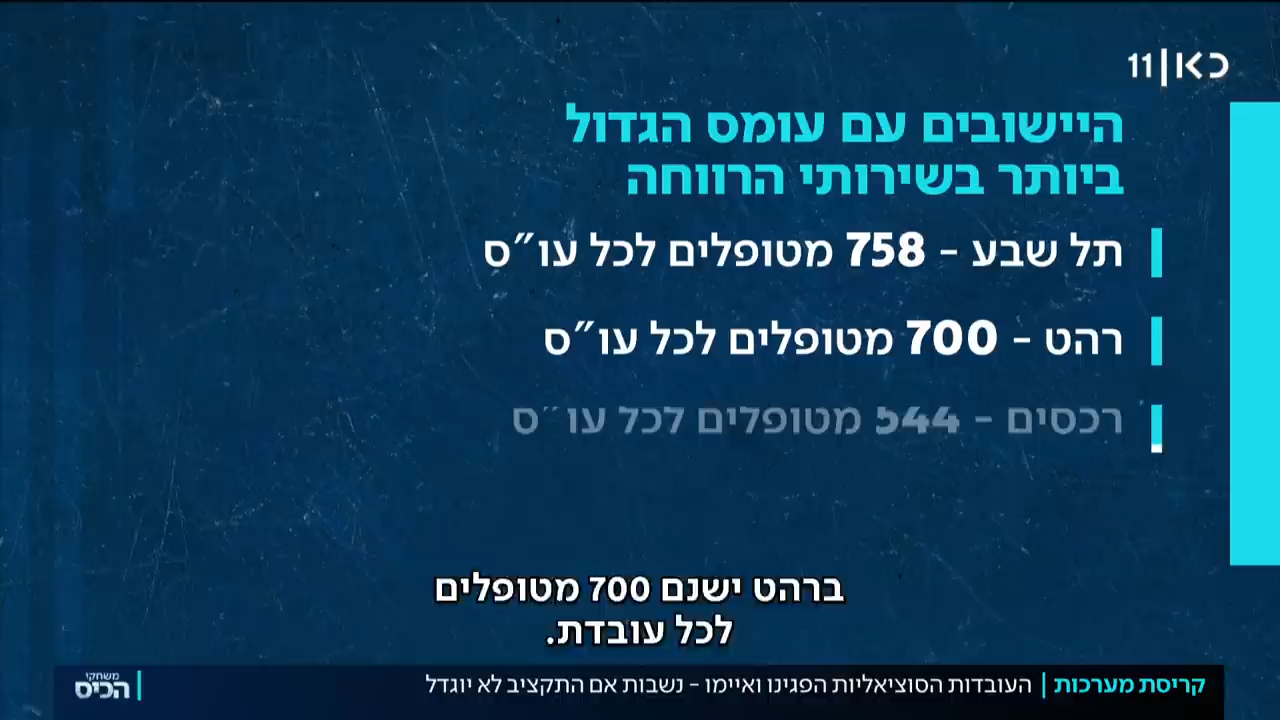 כאן 11
היישובים עם עומס הגדול
ביותר בשירותי הרווחה
תל שבע - 758 מטופלים לכל עו"ס
רהט - 700 מטופלים לכל עו"ס
רכסים - 544 מטופלים לכל עו"ס
ברהט ישנם 700 מטופלים
לכל עובדת.
קריסת מערכות | העובדות הסוציאליות הפגינו ואיימו - נשבות אם התקציב לא יוגדל
משחקי
הכיס